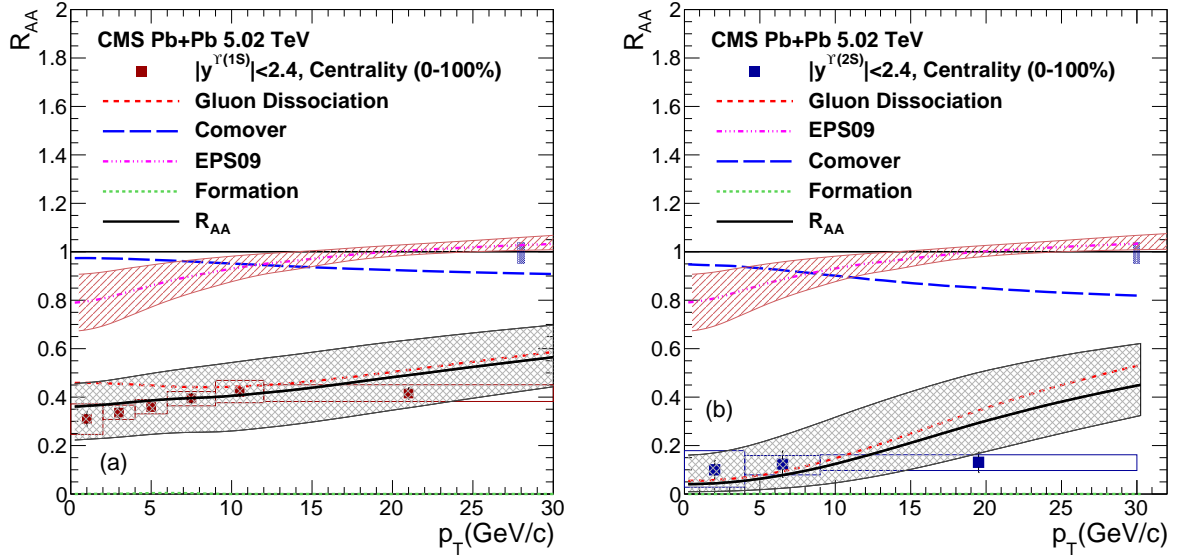 R_AA
2
1.8
1.6
1.4
1.2
1
0.8
0.6
0.4
0.2
0
CMS Pb+Pb 5.02 TeV
|y^Υ(1S)|<2.4, Centrality (0-100%)
Gluon Dissociation
Comover
EPS09
Formation
R_AA
(a)
0 5 10 15 20 25 30
p_T(GeV/c)
R_AA
2
1.8
1.6
1.4
1.2
1
0.8
0.6
0.4
0.2
0
CMS Pb+Pb 5.02 TeV
|y^Υ(2S)|<2.4, Centrality (0-100%)
Gluon Dissociation
EPS09
Comover
Formation
R_AA
(b)
0 5 10 15 20 25 30
p_T(GeV/c)